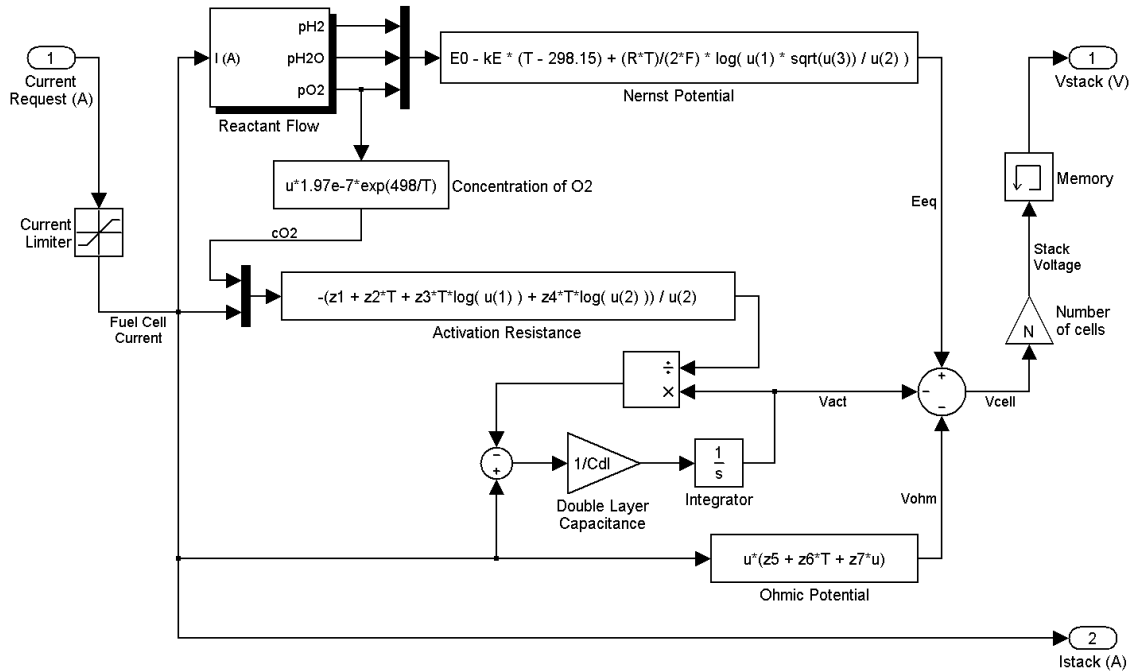 1
Current
Request (A)
I (A)
pH2
pH2O
pO2
Reactant Flow
E0 - kE * (T - 298.15) + (R*T)/(2*F) * log( u(1) * sqrt(u(3)) / u(2) )
Nernst Potential
1
Vstack (V)
u*1.97e-7*exp(498/T)
Concentration of O2
Memory
Current
Limiter
cO2
Eeq
Stack
Voltage
-(z1 + z2*T + z3*T*log( u(1) ) + z4*T*log( u(2) )) / u(2)
Activation Resistance
Fuel Cell
Current
N
Number
of cells
÷
×
Vact
+
-
-
Vcell
-
+
1/Cdl
Double Layer
Capacitance
1
s
Integrator
Vohm
u*(z5 + z6*T + z7*u)
Ohmic Potential
2
Istack (A)